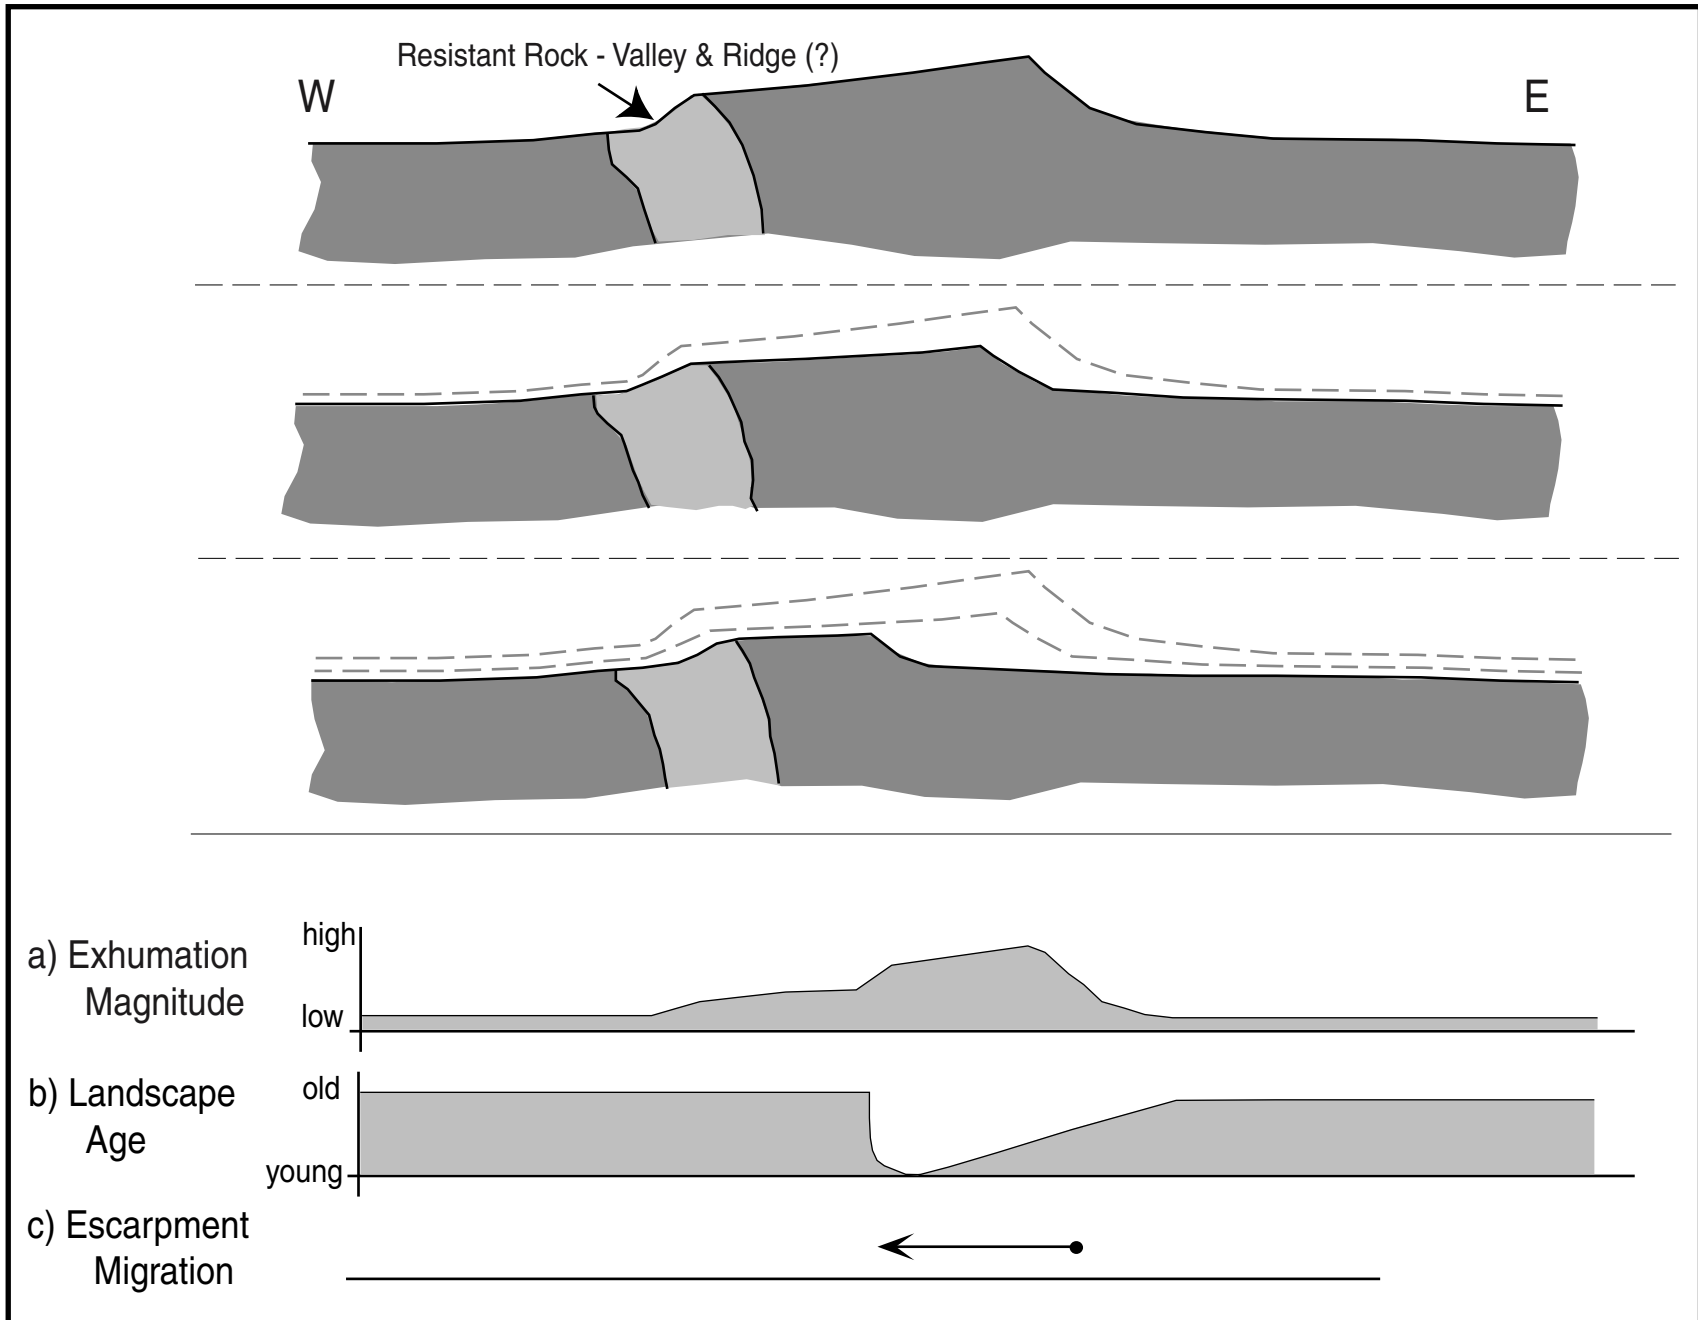 Resistant Rock - Valley & Ridge (?)
W
E
a) Exhumation
Magnitude
high
low
b) Landscape
Age
old
young
c) Escarpment
Migration